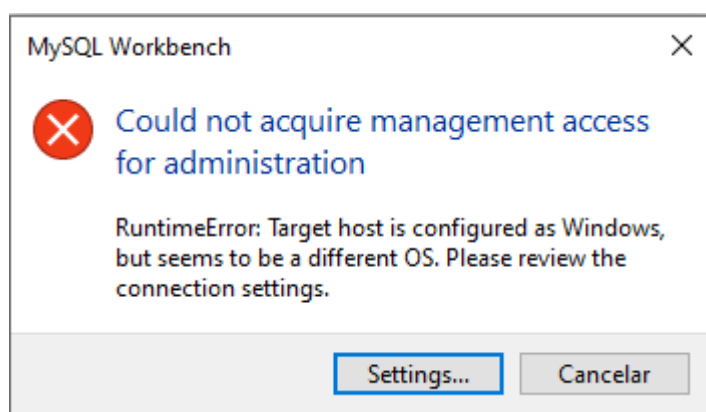 MySQL Workbench
Could not acquire management access
for administration
RuntimeError: Target host is configured as Windows,
but seems to be a different OS. Please review the
connection settings.
Settings...
Cancelar